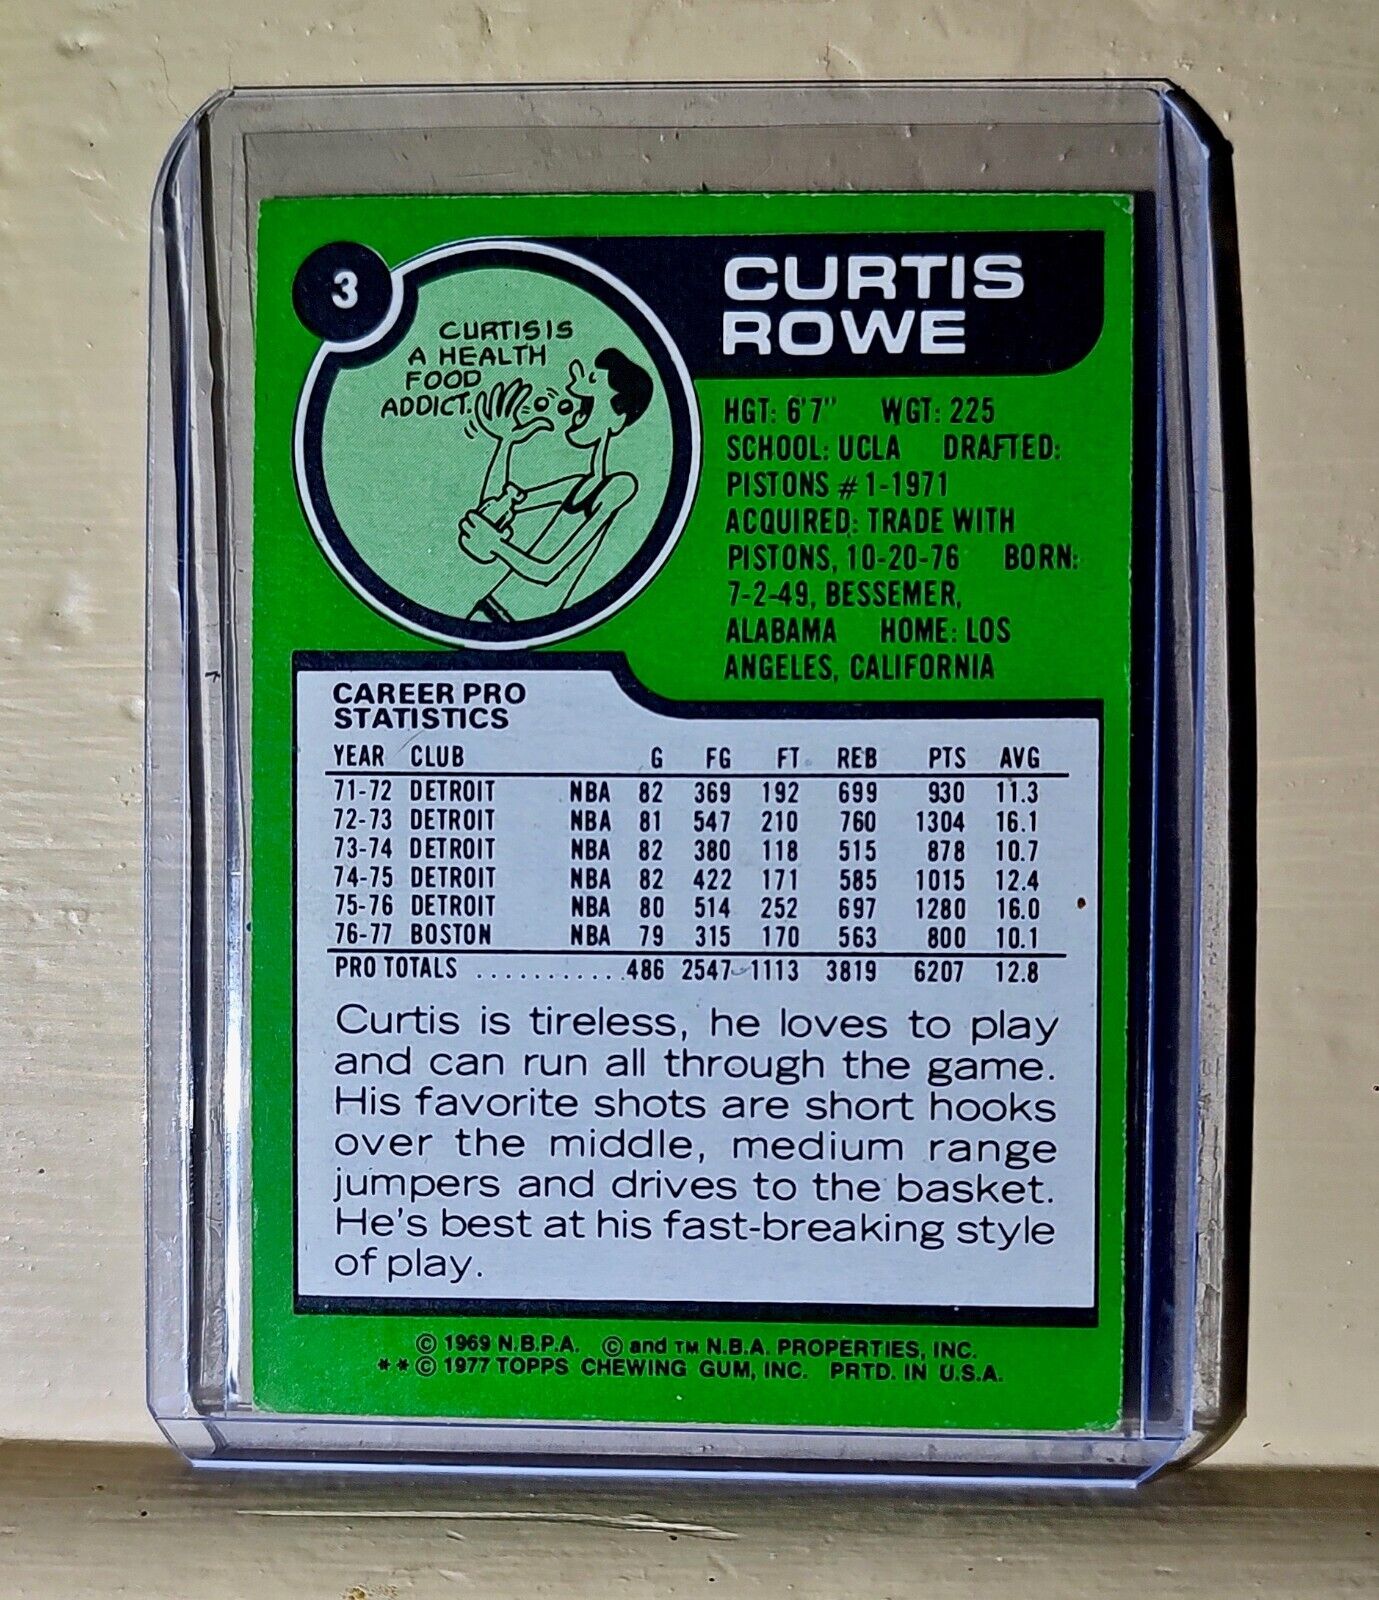 3
CURTIS IS
A HEALTH
FOOD
ADDICT.
CURTIS
ROWE
HGT: 6'7" WGT: 225
SCHOOL: UCLA DRAFTED:
PISTONS #1-1971
ACQUIRED: TRADE WITH
PISTONS, 10-20-76 BORN:
7-2-49, BESSEMER,
ALABAMA HOME: LOS
ANGELES, CALIFORNIA
CAREER PRO
STATISTICS
YEAR CLUB G FG FT REB PTS AVG
71-72 DETROIT NBA 82 369 192 699 930 11.3
72-73 DETROIT NBA 81 547 210 760 1304 16.1
73-74 DETROIT NBA 82 380 118 515 878 10.7
74-75 DETROIT NBA 82 422 171 585 1015 12.4
75-76 DETROIT NBA 80 514 252 697 1280 16.0
76-77 BOSTON NBA 79 315 170 563 800 10.1
PRO TOTALS ...........486 2547 1113 3819 6207 12.8
Curtis is tireless, he loves to play
and can run all through the game.
His favorite shots are short hooks
over the middle, medium range
jumpers and drives to the basket.
He's best at his fast-breaking style
of play.
© 1969 N.B.P.A. © and TM N.B.A. PROPERTIES, INC.
**© 1977 TOPPS CHEWING GUM, INC. PRTD. IN U.S.A.